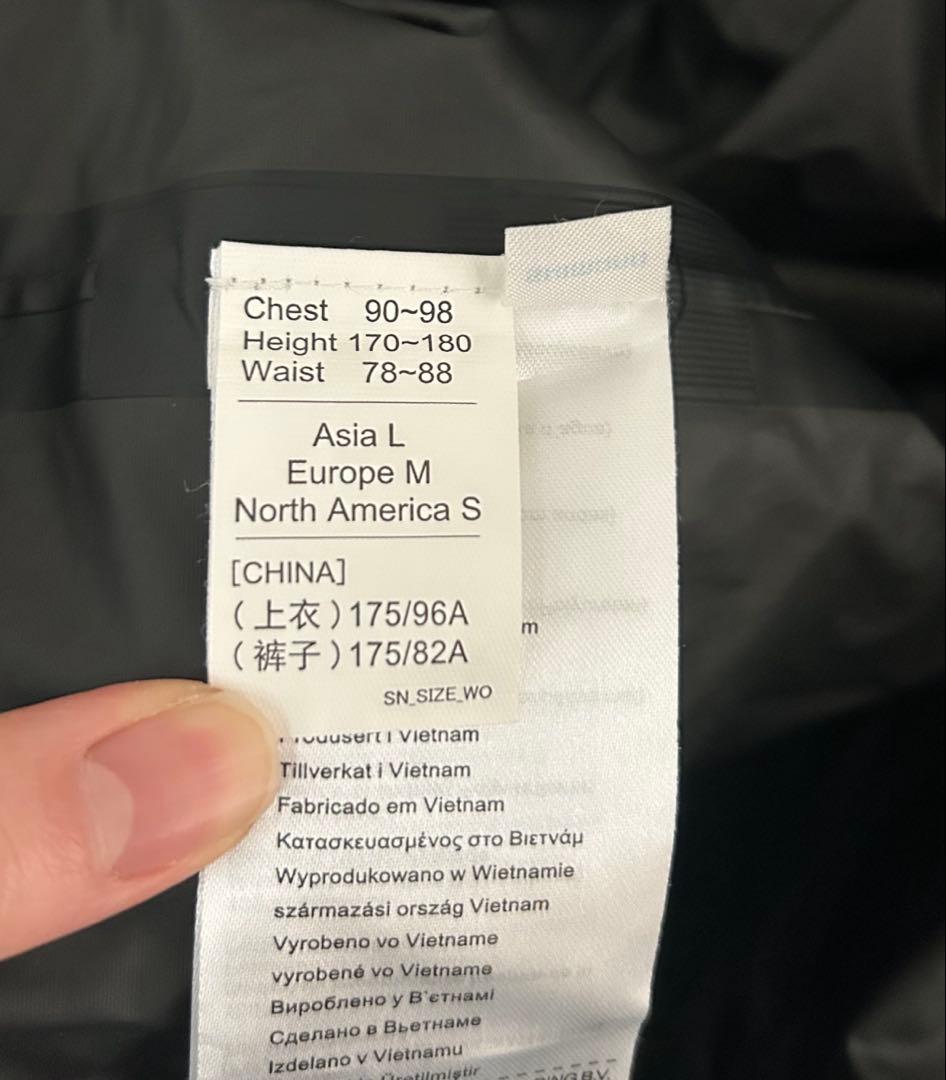 Chest 90~98
Height 170~180
Waist 78~88
Asia L
Europe M
North America S
[CHINA]
(上衣)175/96A
(裤子)175/82A
SN_SIZE_WO
m
i Vietnam
Tillverkat i Vietnam
Fabricado em Vietnam
Κατασκευασμένος στο Βιετνάμ
Wyprodukowano w Wietnamie
származási ország Vietnam
Vyrobeno vo Vietname
vyrobené vo Vietname
Вироблено у В'єтнамі
Сделано в Вьетнаме
Izdelano v Vietnamu
Üretilmiştir
B.V.